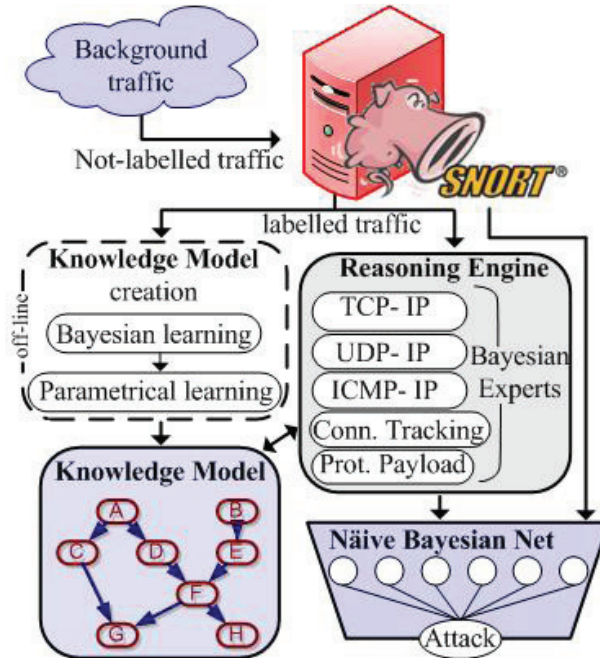 Background
traffic
Not-labelled traffic
SNORT®
labelled traffic
off-line
Knowledge Model
creation
Bayesian learning
Parametrical learning
Reasoning Engine
TCP- IP
UDP- IP
ICMP- IP
Conn. Tracking
Prot. Payload
Bayesian
Experts
Knowledge Model
A
B
C
D
E
F
G
H
Näive Bayesian Net
Attack